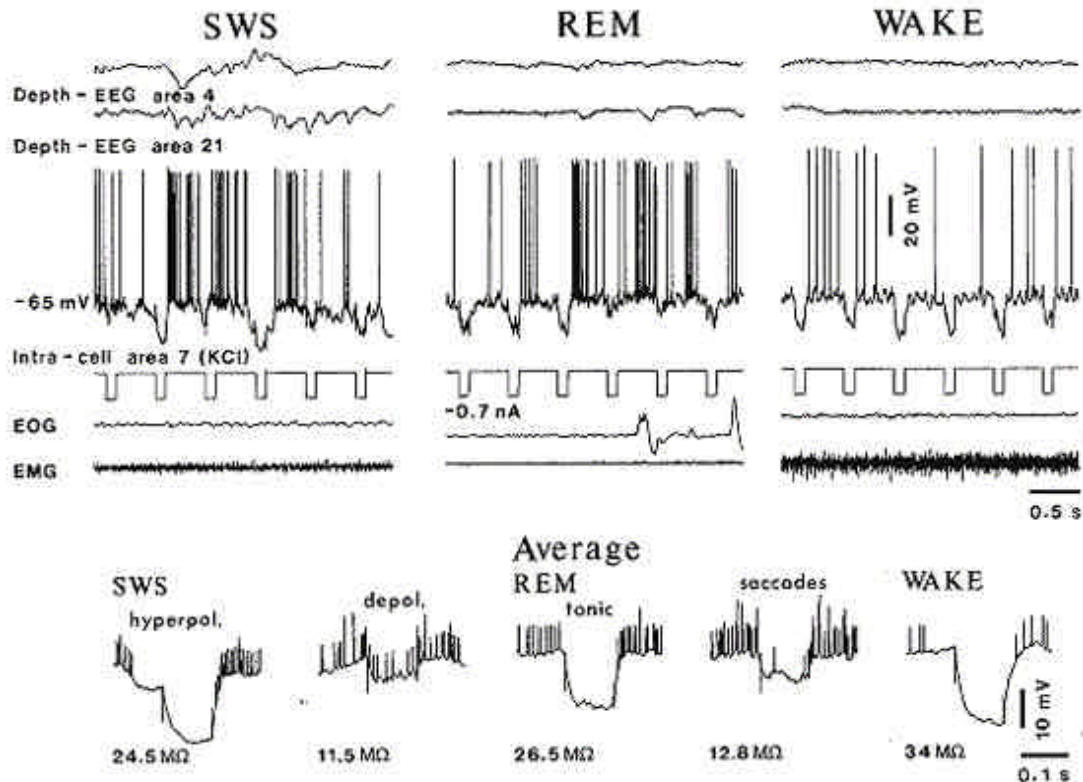 SWS
REM
WAKE
Depth - EEG area 4
Depth - EEG area 21
20 mV
-65 mV
Intra - cell area 7 (KCl)
-0.7 nA
EOG
EMG
0.5 s
Average
SWS
REM
saccades
WAKE
hyperpol.
depol.
tonic
10 mV
24.5 MΩ
11.5 MΩ
26.5 MΩ
12.8 MΩ
34 MΩ
0.1 s